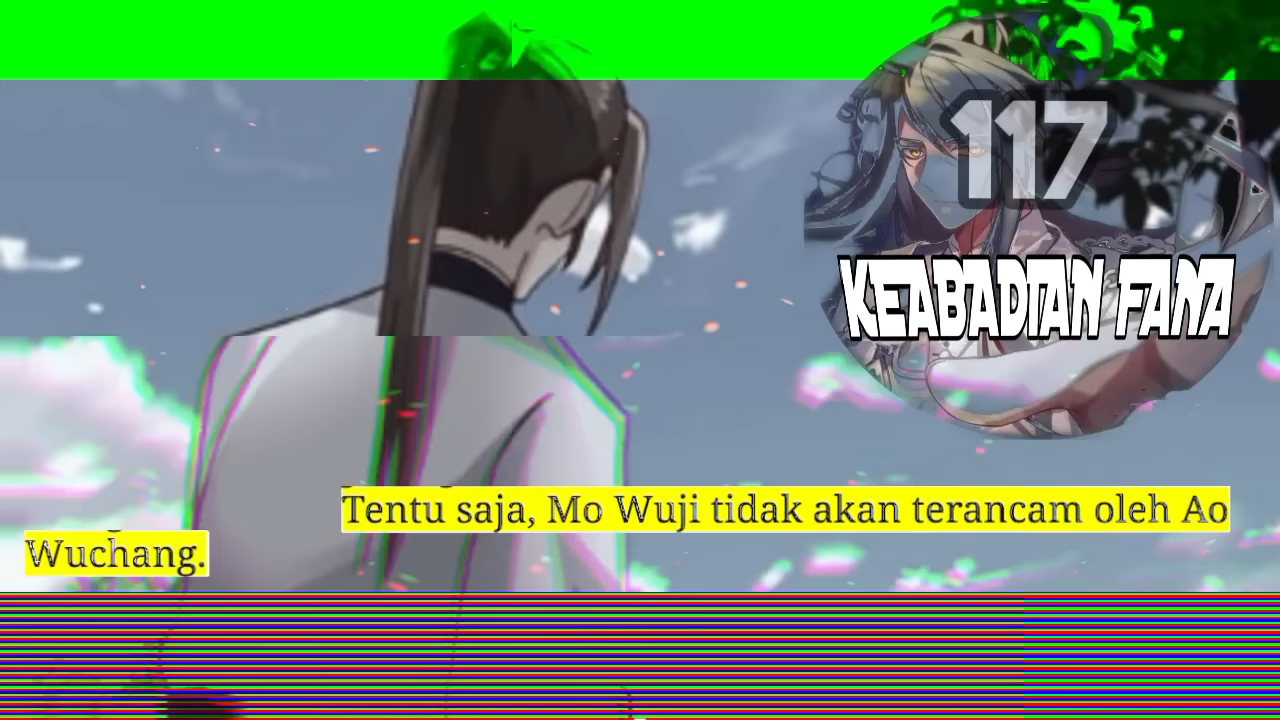 117
KEABADIAN FANA
Tentu saja, Mo Wuji tidak akan terancam oleh Ao
Wuchang.